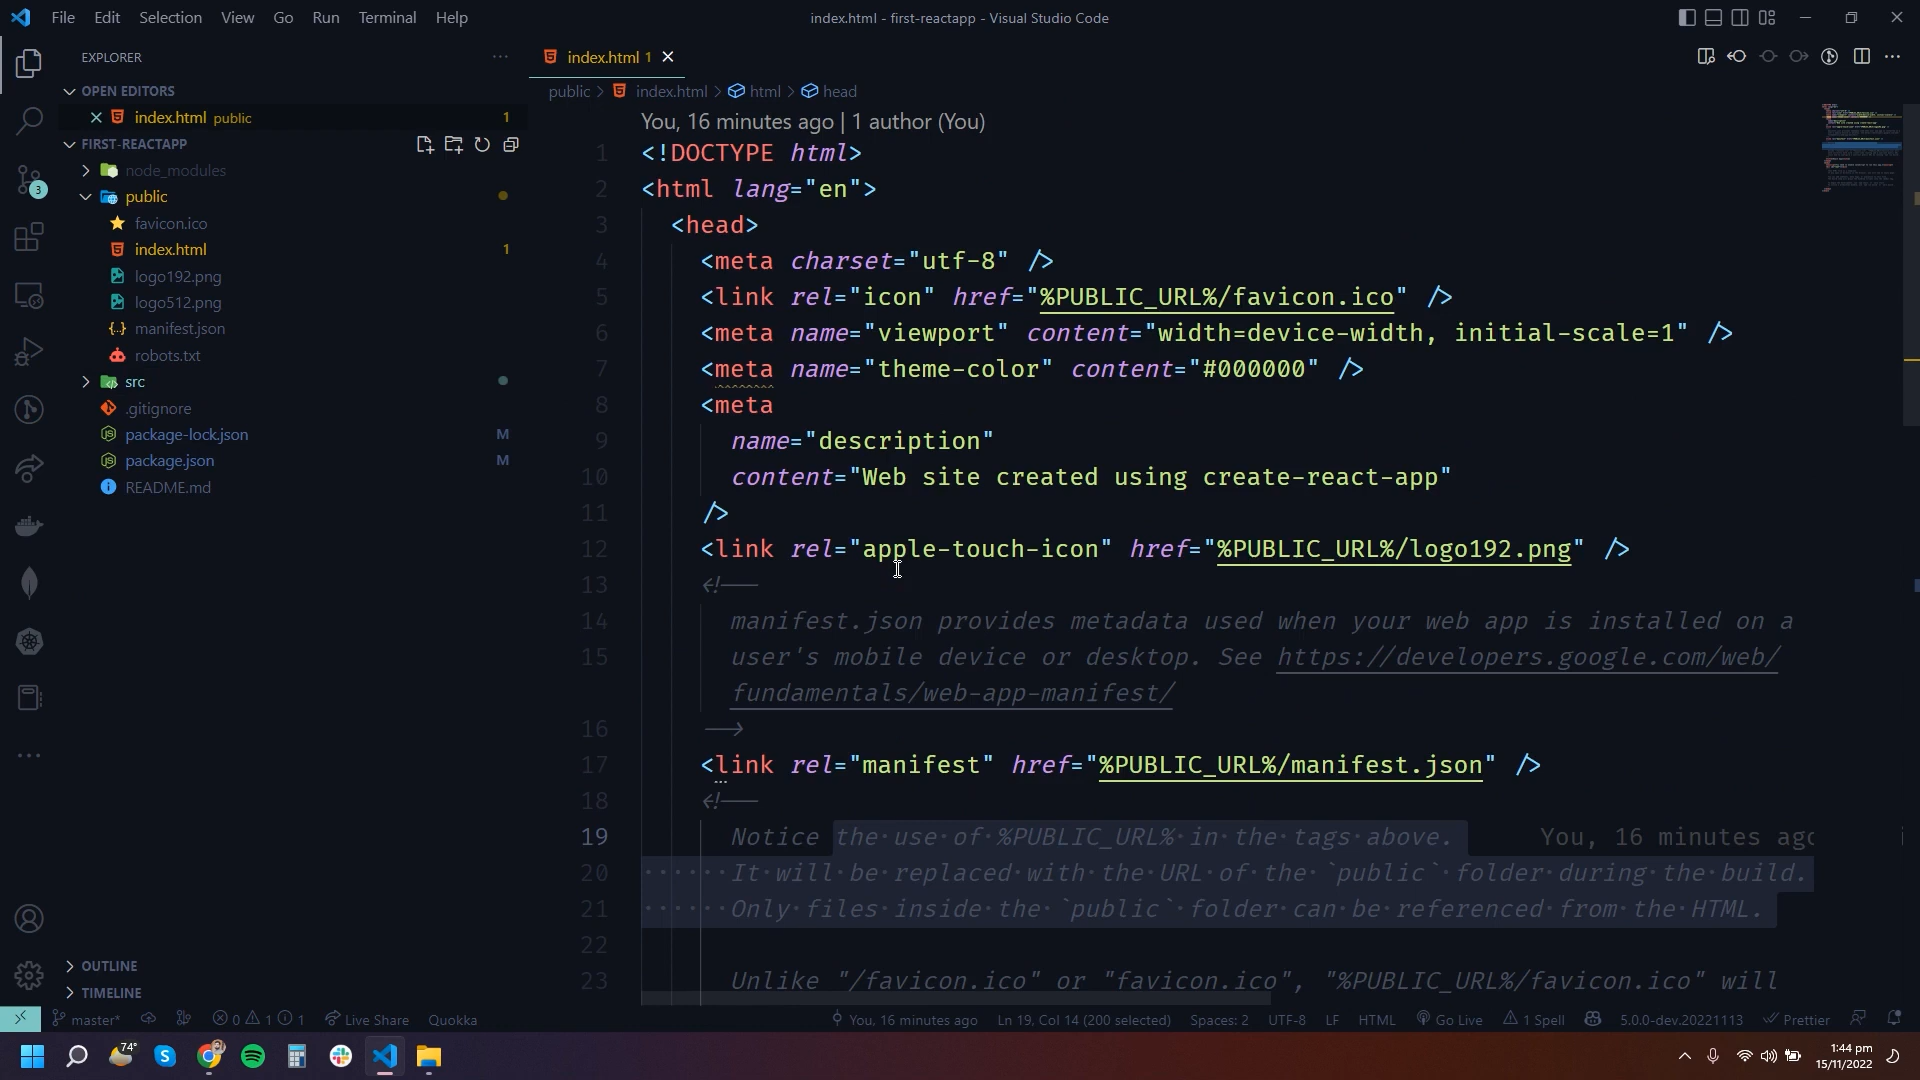 File Edit Selection View Go Run Terminal Help
index.html - first-reactapp - Visual Studio Code
EXPLORER
OPEN EDITORS
index.html public 1
FIRST-REACTAPP
node_modules
public
favicon.ico
index.html 1
logo192.png
logo512.png
manifest.json
robots.txt
src
.gitignore
package-lock.json M
package.json M
README.md
OUTLINE
TIMELINE
3
index.html 1
public > index.html > html > head
You, 16 minutes ago | 1 author (You)
1 <!DOCTYPE html>
2 <html lang="en">
3 <head>
4 <meta charset="utf-8" />
5 <link rel="icon" href="%PUBLIC_URL%/favicon.ico" />
6 <meta name="viewport" content="width=device-width, initial-scale=1" />
7 <meta name="theme-color" content="#000000" />
8 <meta
9 name="description"
10 content="Web site created using create-react-app"
11 />
12 <link rel="apple-touch-icon" href="%PUBLIC_URL%/logo192.png" />
13 <!--
14 manifest.json provides metadata used when your web app is installed on a
15 user's mobile device or desktop. See https://developers.google.com/web/
fundamentals/web-app-manifest/
16 -->
17 <link rel="manifest" href="%PUBLIC_URL%/manifest.json" />
18 <!--
19 Notice the use of %PUBLIC_URL% in the tags above. You, 16 minutes ago
20 It will be replaced with the URL of the `public` folder during the build.
21 Only files inside the `public` folder can be referenced from the HTML.
22
23 Unlike "/favicon.ico" or "favicon.ico", "%PUBLIC_URL%/favicon.ico" will
master* 0 1 1 Live Share Quokka You, 16 minutes ago Ln 19, Col 14 (200 selected) Spaces: 2 UTF-8 LF HTML Go Live 1 Spell 5.0.0-dev.20221113 Prettier
74°
1:44 pm
15/11/2022